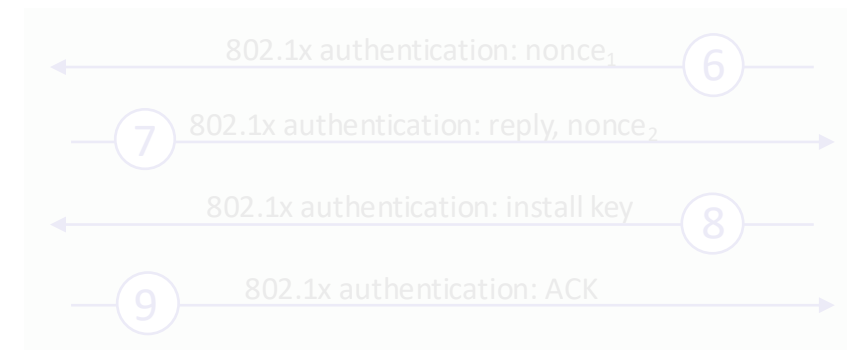 802.1x authentication: nonce₁ 6
7 802.1x authentication: reply, nonce₂
802.1x authentication: install key 8
9 802.1x authentication: ACK